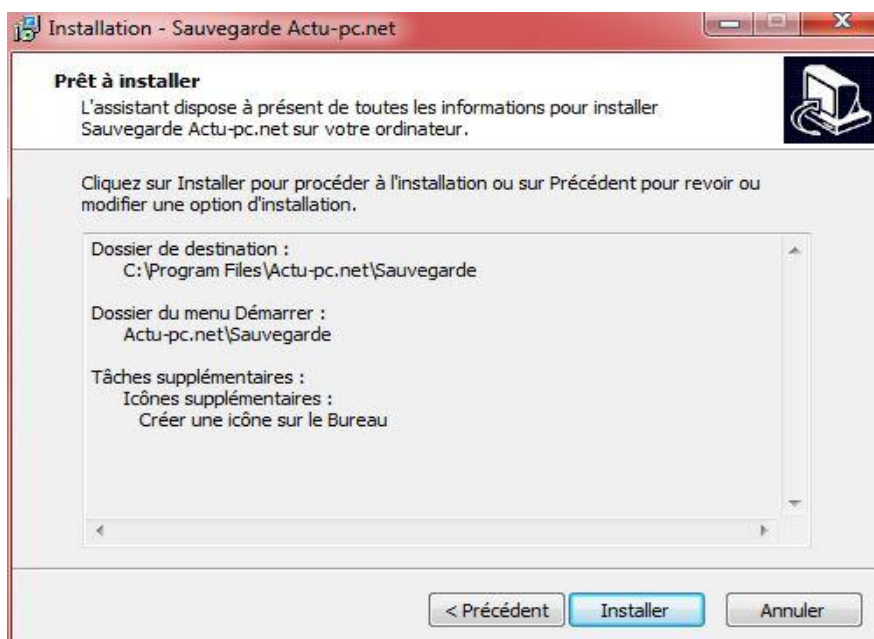 Installation - Sauvegarde Actu-pc.net
Prêt à installer
L'assistant dispose à présent de toutes les informations pour installer
Sauvegarde Actu-pc.net sur votre ordinateur.
Cliquez sur Installer pour procéder à l'installation ou sur Précédent pour revoir ou
modifier une option d'installation.
Dossier de destination :
C:\Program Files\Actu-pc.net\Sauvegarde
Dossier du menu Démarrer :
Actu-pc.net\Sauvegarde
Tâches supplémentaires :
Icônes supplémentaires :
Créer une icône sur le Bureau
< Précédent Installer Annuler